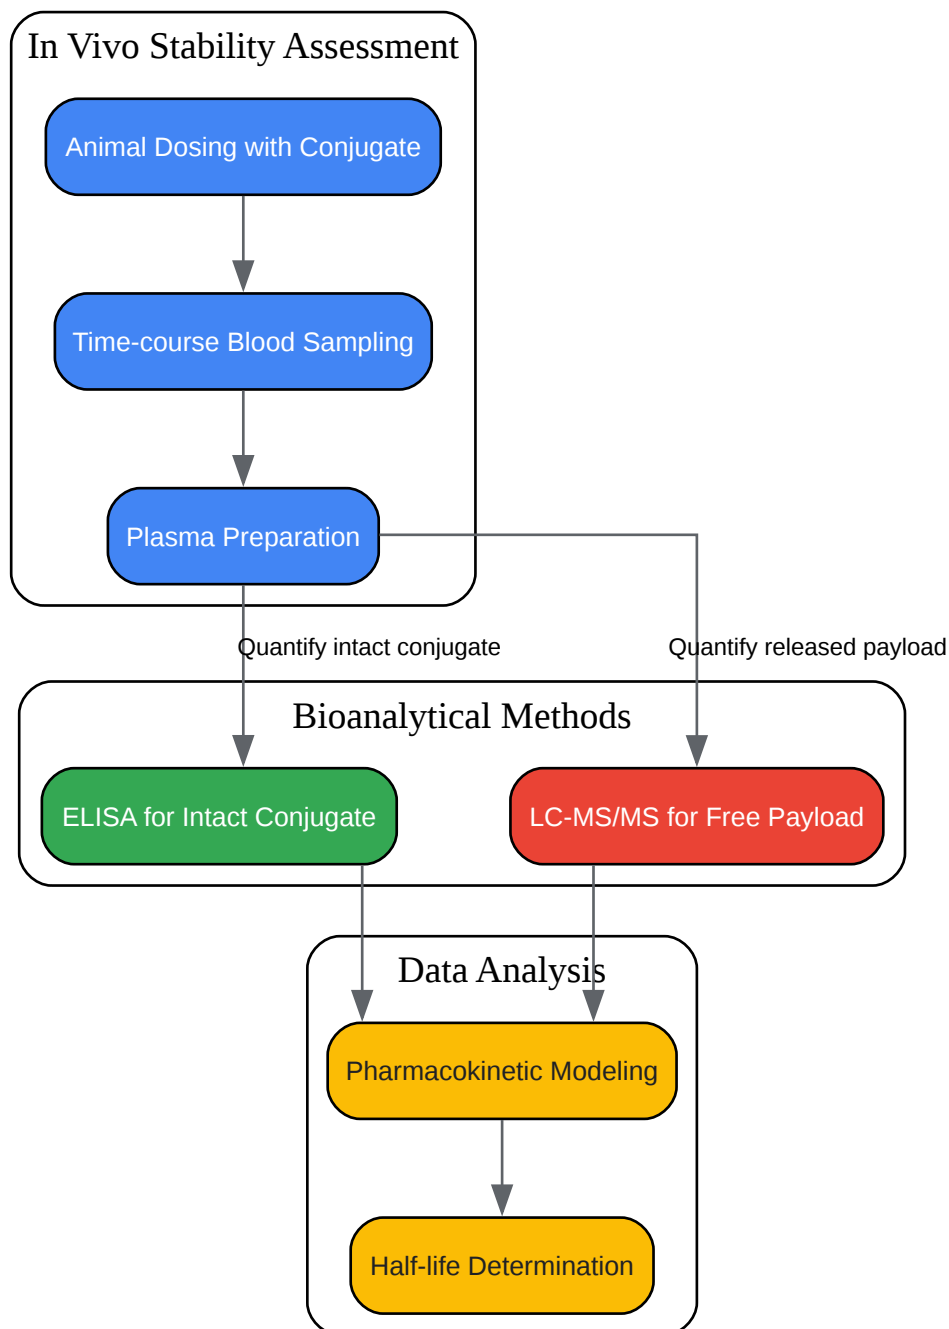 In Vivo Stability Assessment
Animal Dosing with Conjugate
Time-course Blood Sampling
Plasma Preparation
Quantify intact conjugate
Quantify released payload
Bioanalytical Methods
ELISA for Intact Conjugate
LC-MS/MS for Free Payload
Data Analysis
Pharmacokinetic Modeling
Half-life Determination